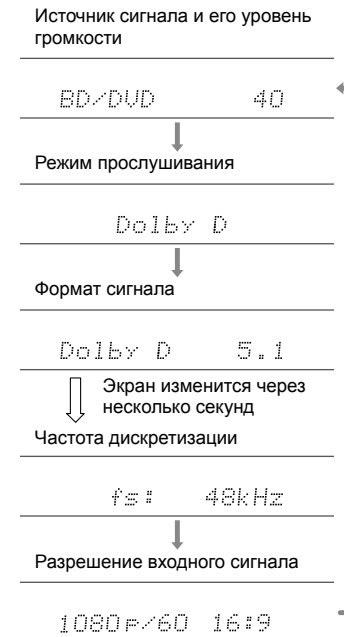 Источник сигнала и его уровень
громкости
BD/DVD 40
Режим прослушивания
Dolby D
Формат сигнала
Dolby D 5.1
Экран изменится через
несколько секунд
Частота дискретизации
fs: 48kHz
Разрешение входного сигнала
1080p/60 16:9